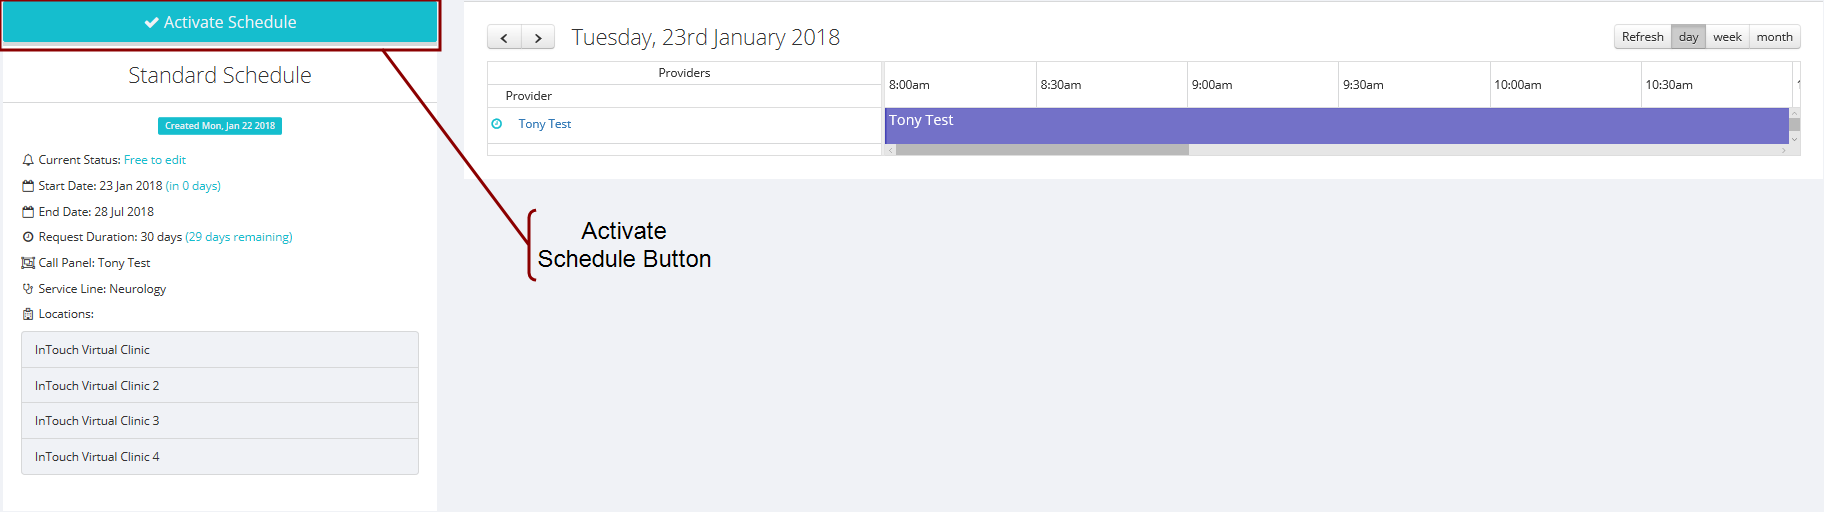 Activate Schedule
Standard Schedule
Created Mon, Jan 22 2018
Current Status: Free to edit
Start Date: 23 Jan 2018 (in 0 days)
End Date: 28 Jul 2018
Request Duration: 30 days (29 days remaining)
Call Panel: Tony Test
Service Line: Neurology
Locations:
InTouch Virtual Clinic
InTouch Virtual Clinic 2
InTouch Virtual Clinic 3
InTouch Virtual Clinic 4
Tuesday, 23rd January 2018
Refresh day week month
Providers
Provider
8:00am 8:30am 9:00am 9:30am 10:00am 10:30am
Tony Test
Tony Test
Activate
Schedule Button